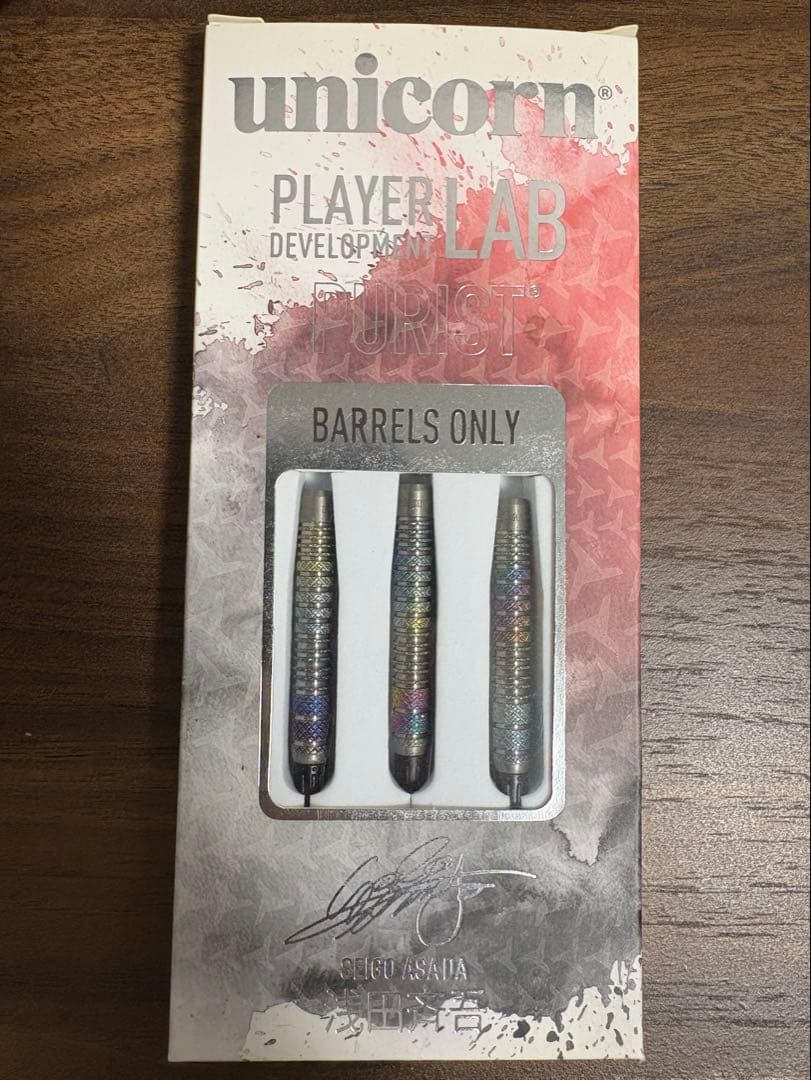 unicorn®
PLAYER LAB
DEVELOPMENT
PURIST®
BARRELS ONLY
SEIGO ASADA
浅田斉吾